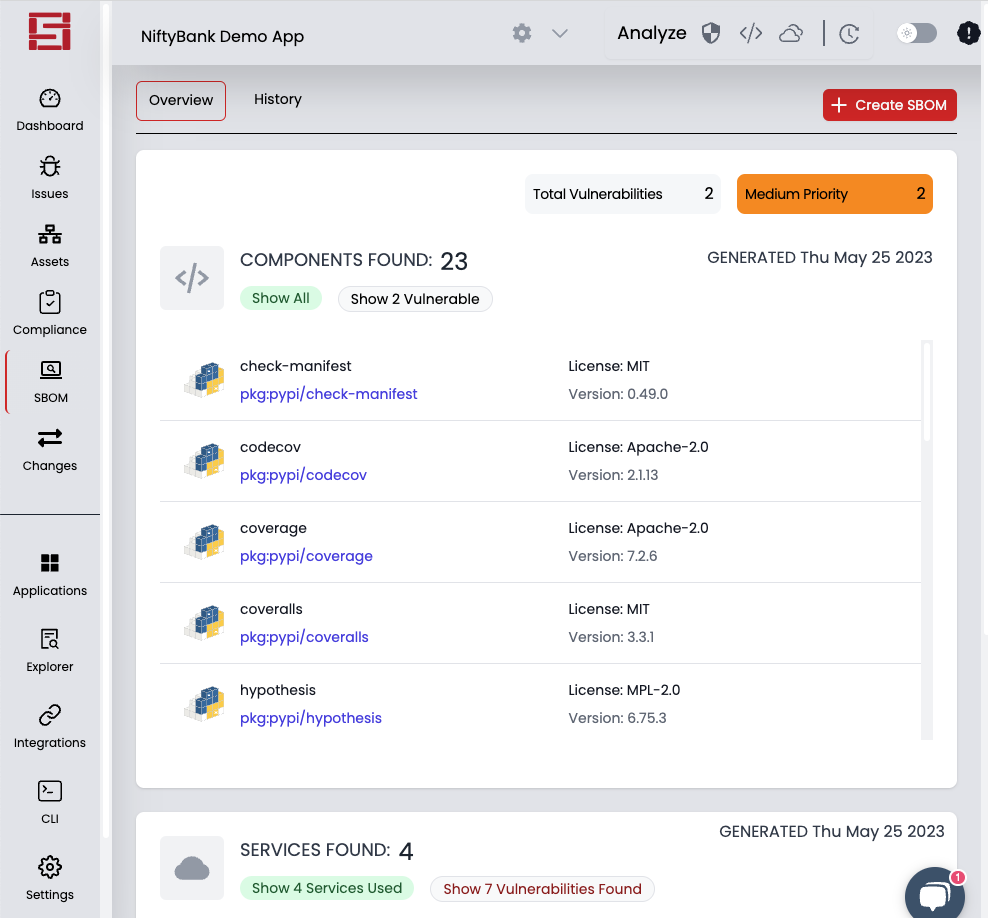 NiftyBank Demo App
Analyze
Dashboard
Issues
Assets
Compliance
SBOM
Changes
Applications
Explorer
Integrations
CLI
Settings
Overview
History
Create SBOM
Total Vulnerabilities 2
Medium Priority 2
COMPONENTS FOUND: 23
GENERATED Thu May 25 2023
Show All
Show 2 Vulnerable
check-manifest
License: MIT
pkg:pypi/check-manifest
Version: 0.49.0
codecov
License: Apache-2.0
pkg:pypi/codecov
Version: 2.1.13
coverage
License: Apache-2.0
pkg:pypi/coverage
Version: 7.2.6
coveralls
License: MIT
pkg:pypi/coveralls
Version: 3.3.1
hypothesis
License: MPL-2.0
pkg:pypi/hypothesis
Version: 6.75.3
GENERATED Thu May 25 2023
SERVICES FOUND: 4
Show 4 Services Used
Show 7 Vulnerabilities Found
1